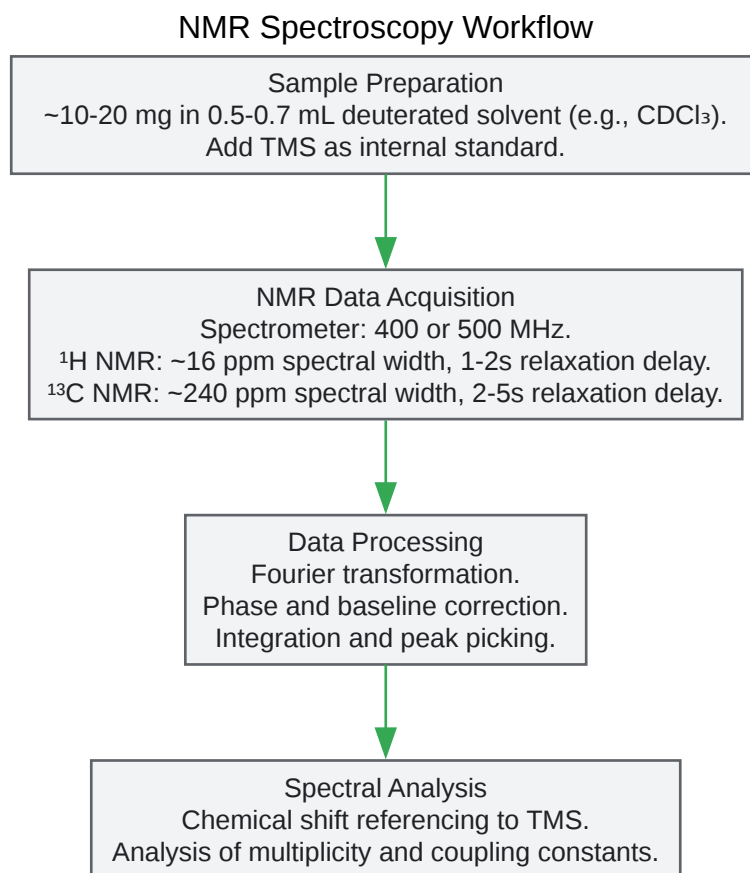 NMR Spectroscopy Workflow
Sample Preparation
~10-20 mg in 0.5-0.7 mL deuterated solvent (e.g., CDCl₃).
Add TMS as internal standard.
NMR Data Acquisition
Spectrometer: 400 or 500 MHz.
¹H NMR: ~16 ppm spectral width, 1-2s relaxation delay.
¹³C NMR: ~240 ppm spectral width, 2-5s relaxation delay.
Data Processing
Fourier transformation.
Phase and baseline correction.
Integration and peak picking.
Spectral Analysis
Chemical shift referencing to TMS.
Analysis of multiplicity and coupling constants.